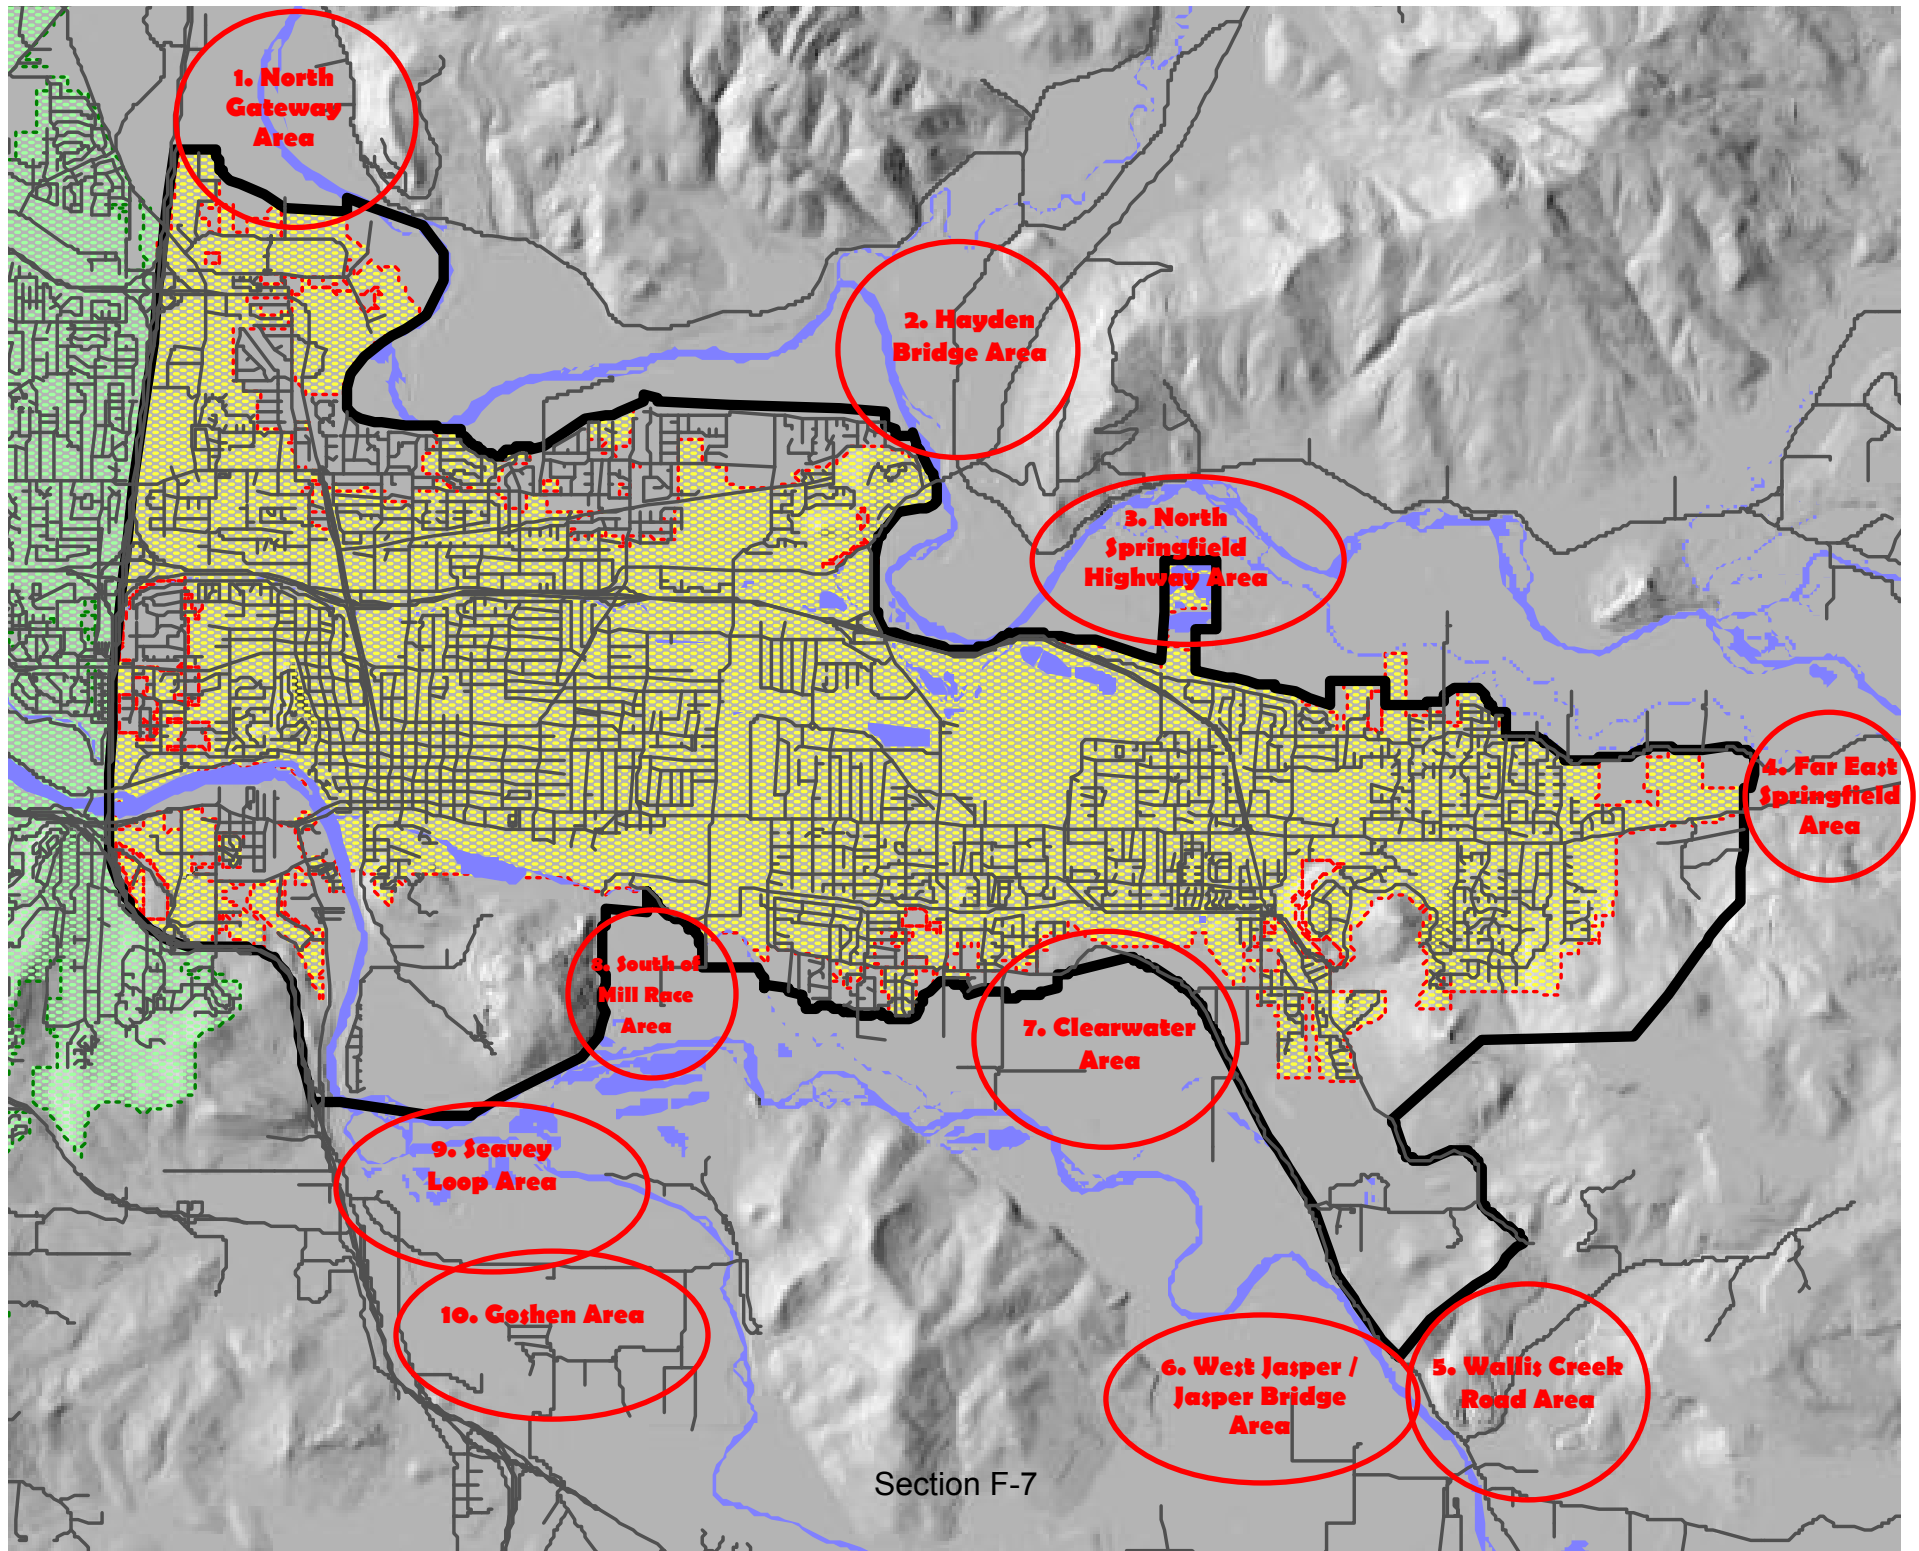 1. North
Gateway
Area
2. Hayden
Bridge Area
3. North
Springfield
Highway Area
4. Far East
Springfield
Area
8. South of
Mill Race
Area
7. Clearwater
Area
9. Seavey
Loop Area
10. Goshen Area
6. West Jasper /
Jasper Bridge
Area
5. Wallis Creek
Road Area
Section F-7